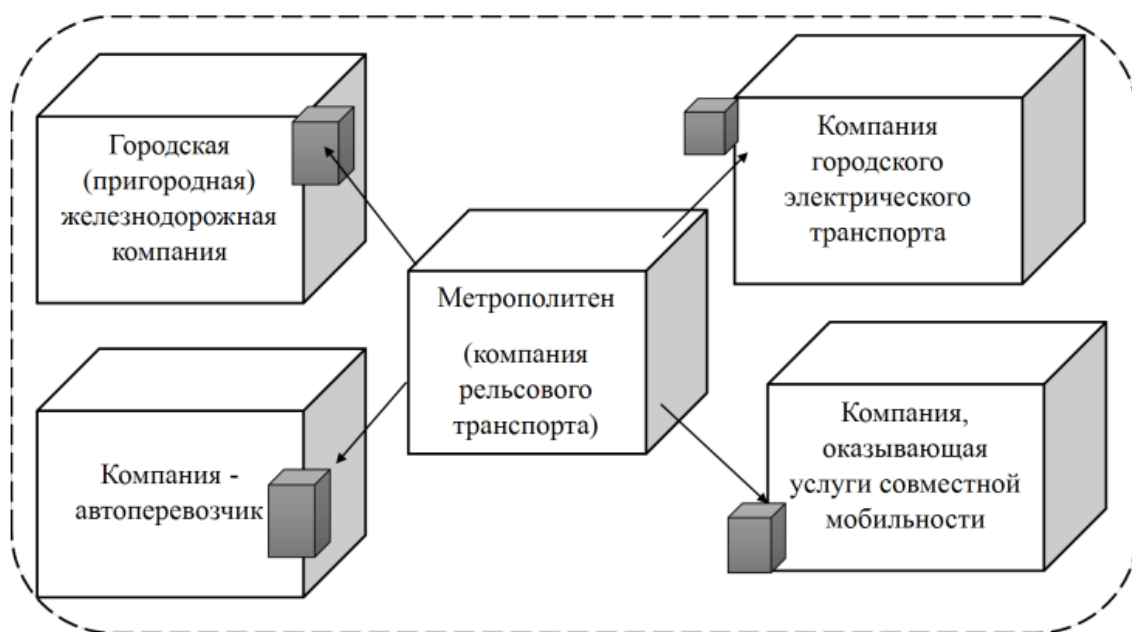 Городская
(пригородная)
железнодорожная
компания
Компания
городского
электрического
транспорта
Метрополитен
(компания
рельсового
транспорта)
Компания -
автоперевозчик
Компания,
оказывающая
услуги совместной
мобильности